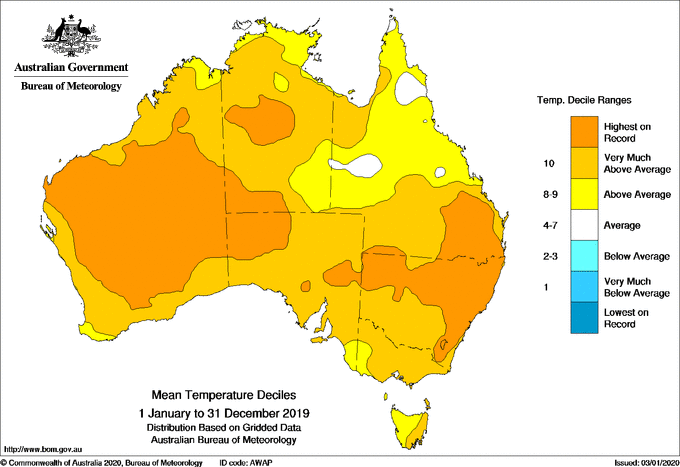 Australian Government
Bureau of Meteorology
Temp. Decile Ranges
Highest on
Record
10
Very Much
Above Average
8-9
Above Average
4-7
Average
2-3
Below Average
1
Very Much
Below Average
Lowest on
Record
Mean Temperature Deciles
1 January to 31 December 2019
Distribution Based on Gridded Data
Australian Bureau of Meteorology
http://www.bom.gov.au
© Commonwealth of Australia 2020, Bureau of Meteorology ID code: AWAP Issued: 03/01/2020